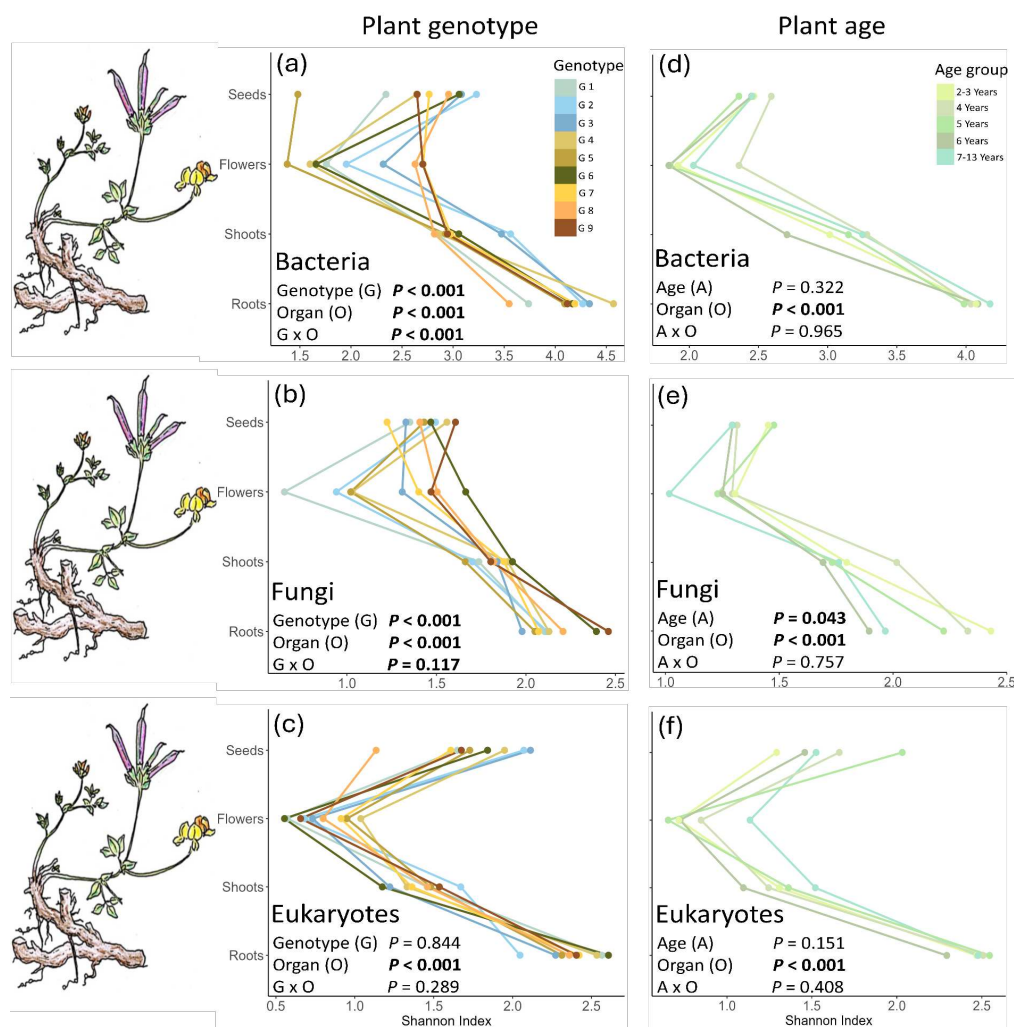 Plant genotype
Plant age
(a)
Genotype
G 1
G 2
G 3
G 4
G 5
G 6
G 7
G 8
G 9
Seeds
Flowers
Shoots
Roots
Bacteria
Genotype (G) P < 0.001
Organ (O) P < 0.001
G x O P < 0.001
1.5 2.0 2.5 3.0 3.5 4.0 4.5
(d)
Age group
2-3 Years
4 Years
5 Years
6 Years
7-13 Years
Bacteria
Age (A) P = 0.322
Organ (O) P < 0.001
A x O P = 0.965
2.0 2.5 3.0 3.5 4.0
(b)
Seeds
Flowers
Shoots
Roots
Fungi
Genotype (G) P < 0.001
Organ (O) P < 0.001
G x O P = 0.117
1.0 1.5 2.0 2.5
(e)
Fungi
Age (A) P = 0.043
Organ (O) P < 0.001
A x O P = 0.757
1.0 1.5 2.0 2.5
(c)
Seeds
Flowers
Shoots
Roots
Eukaryotes
Genotype (G) P = 0.844
Organ (O) P < 0.001
G x O P = 0.289
0.5 1.0 1.5 2.0 2.5
Shannon Index
(f)
Eukaryotes
Age (A) P = 0.151
Organ (O) P < 0.001
A x O P = 0.408
1.0 1.5 2.0 2.5
Shannon Index